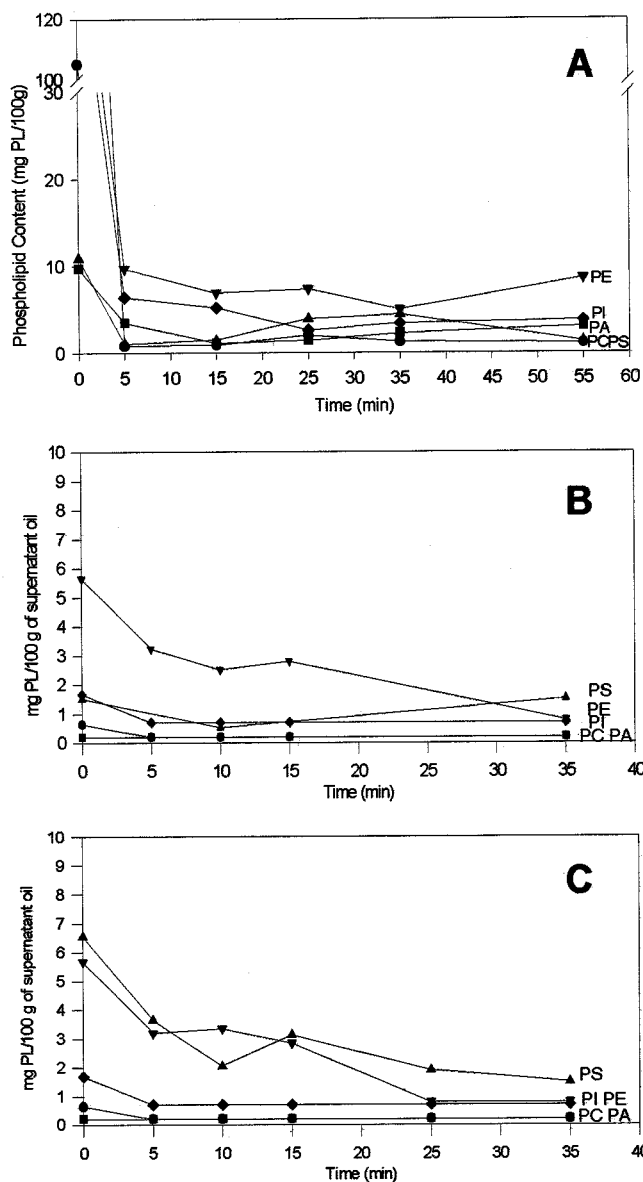 A
Phospholipid Content (mg PL/100g)
120
100
30
20
10
0
PE
PI
PA
PCPS
0 5 10 15 20 25 30 35 40 45 50 55 60
Time (min)
B
mg PL/100 g of supernatant oil
10
9
8
7
6
5
4
3
2
1
0
PS
PE
PI
PC PA
0 5 10 15 20 25 30 35 40
Time (min)
C
mg PL/100 g of supernatant oil
10
9
8
7
6
5
4
3
2
1
0
PS
PI PE
PC PA
0 5 10 15 20 25 30 35 40
Time (min)